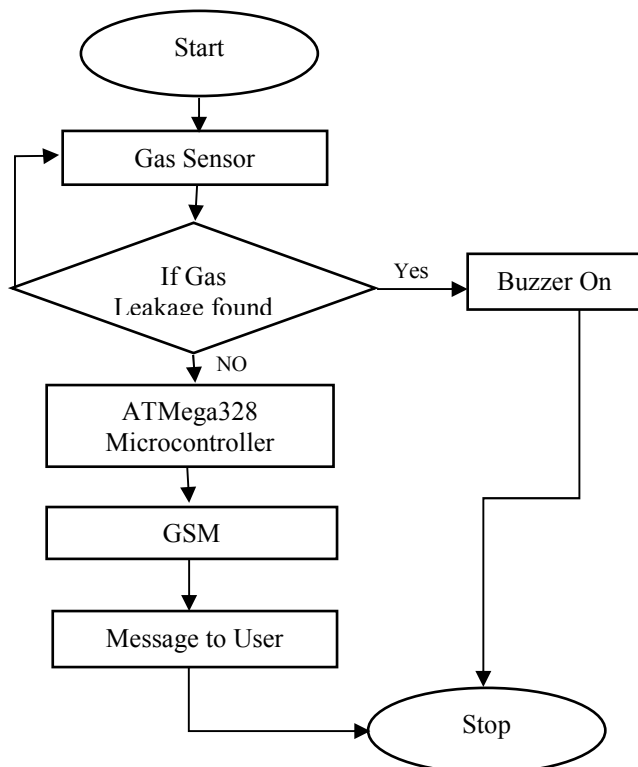 Start
Gas Sensor
If Gas
Leakage found
Yes
Buzzer On
NO
ATMega328
Microcontroller
GSM
Message to User
Stop